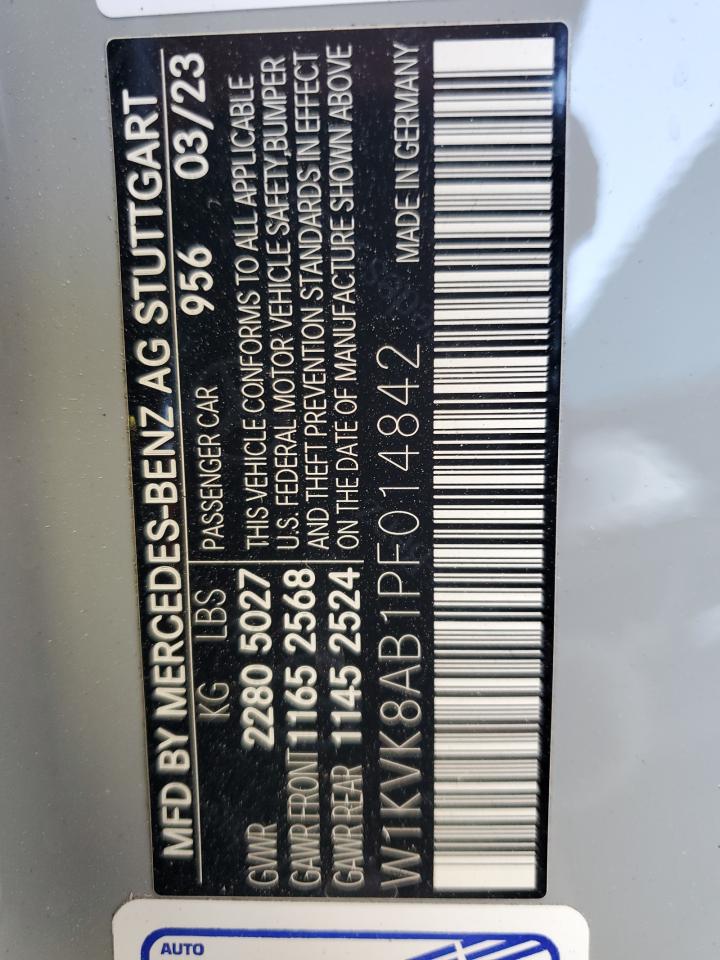 MFD BY MERCEDES-BENZ AG STUTTGART
KG LBS PASSENGER CAR 956 03/23
GVWR 2280 5027 THIS VEHICLE CONFORMS TO ALL APPLICABLE
GAWR FRONT 1165 2568 U.S. FEDERAL MOTOR VEHICLE SAFETY,BUMPER
GAWR REAR 1145 2524 AND THEFT PREVENTION STANDARDS IN EFFECT
ON THE DATE OF MANUFACTURE SHOWN ABOVE
W1KVK8AB1PF014842 MADE IN GERMANY
AUTO